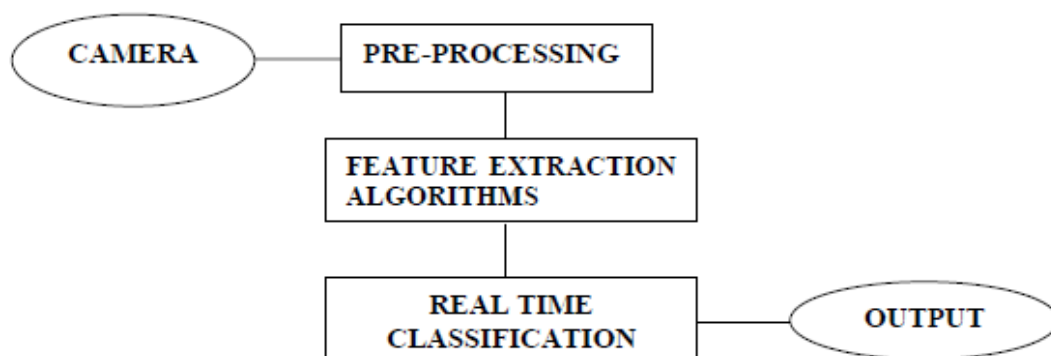 CAMERA
PRE-PROCESSING
FEATURE EXTRACTION
ALGORITHMS
REAL TIME
CLASSIFICATION
OUTPUT